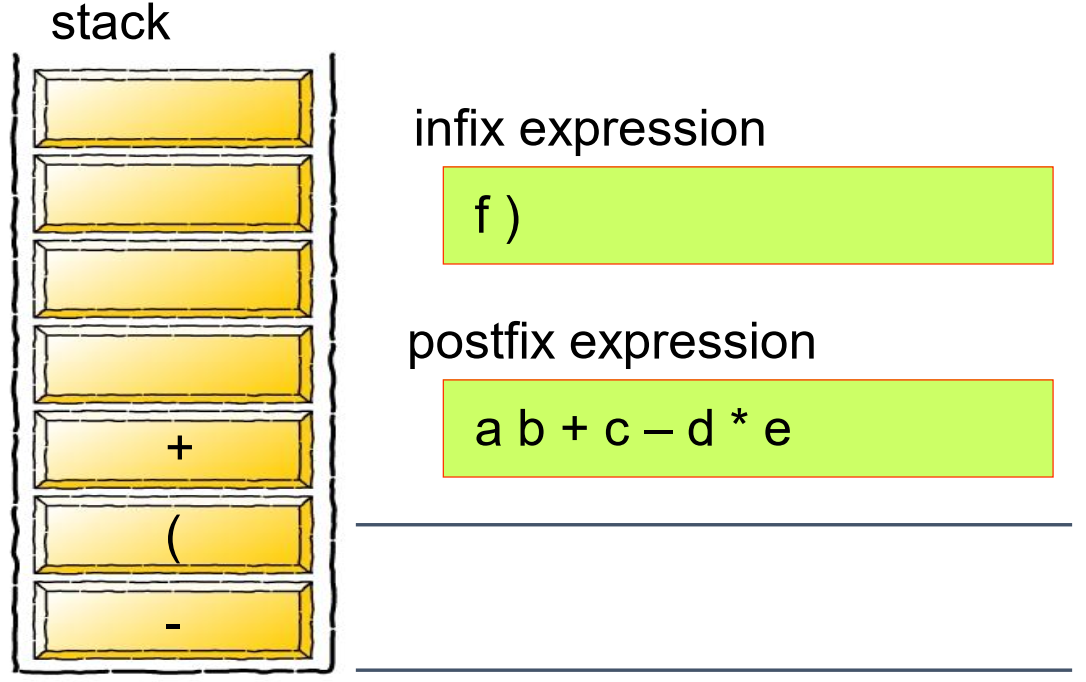 stack
infix expression
f )
postfix expression
a b + c – d * e
+
(
-